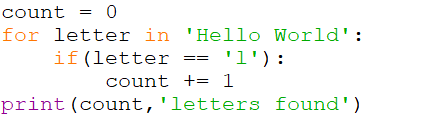 count = 0
for letter in 'Hello World':
    if(letter == 'l'):
        count += 1
print(count,'letters found')